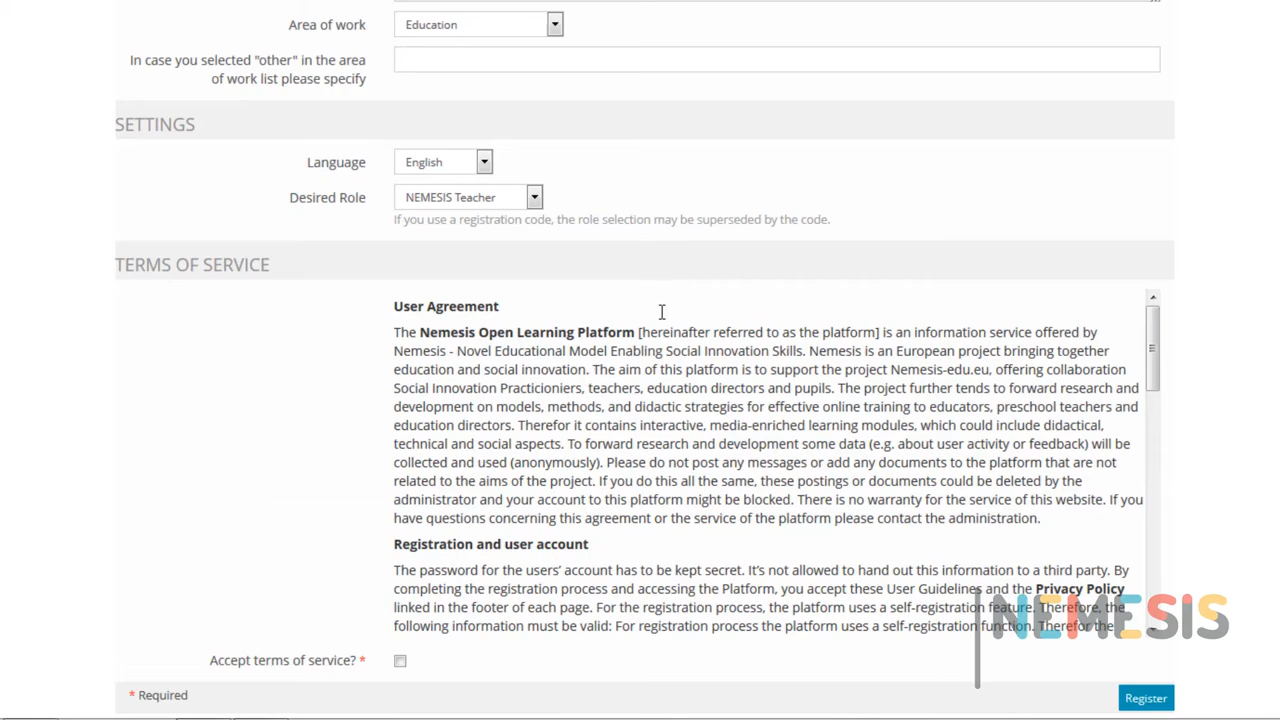 Area of work
Education
In case you selected "other" in the area
of work list please specify
SETTINGS
Language
English
Desired Role
NEMESIS Teacher
If you use a registration code, the role selection may be superseded by the code.
TERMS OF SERVICE
User Agreement
The Nemesis Open Learning Platform [hereinafter referred to as the platform] is an information service offered by
Nemesis - Novel Educational Model Enabling Social Innovation Skills. Nemesis is an European project bringing together
education and social innovation. The aim of this platform is to support the project Nemesis-edu.eu, offering collaboration
Social Innovation Practicioniers, teachers, education directors and pupils. The project further tends to forward research and
development on models, methods, and didactic strategies for effective online training to educators, preschool teachers and
education directors. Therefor it contains interactive, media-enriched learning modules, which could include didactical,
technical and social aspects. To forward research and development some data (e.g. about user activity or feedback) will be
collected and used (anonymously). Please do not post any messages or add any documents to the platform that are not
related to the aims of the project. If you do this all the same, these postings or documents could be deleted by the
administrator and your account to this platform might be blocked. There is no warranty for the service of this website. If you
have questions concerning this agreement or the service of the platform please contact the administration.
Registration and user account
The password for the users' account has to be kept secret. It's not allowed to hand out this information to a third party. By
completing the registration process and accessing the Platform, you accept these User Guidelines and the Privacy Policy
linked in the footer of each page. For the registration process, the platform uses a self-registration feature. Therefore, the
following information must be valid: For registration process the platform uses a self-registration function. Therefor the
NEMESIS
Accept terms of service? *
* Required
Register